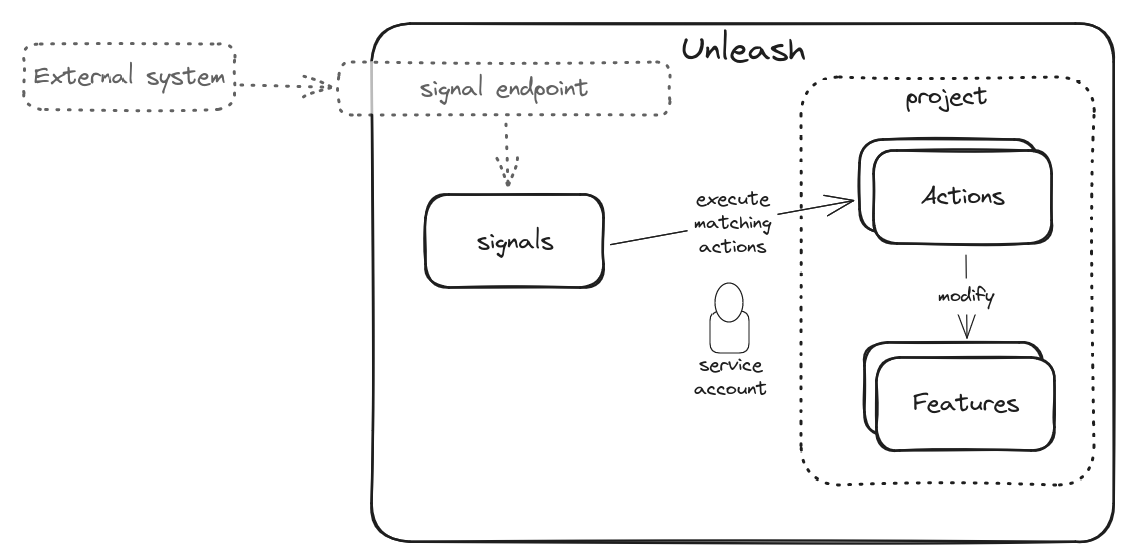 Unleash
External system
signal endpoint
project
execute
matching
actions
Actions
signals
modify
service
account
Features